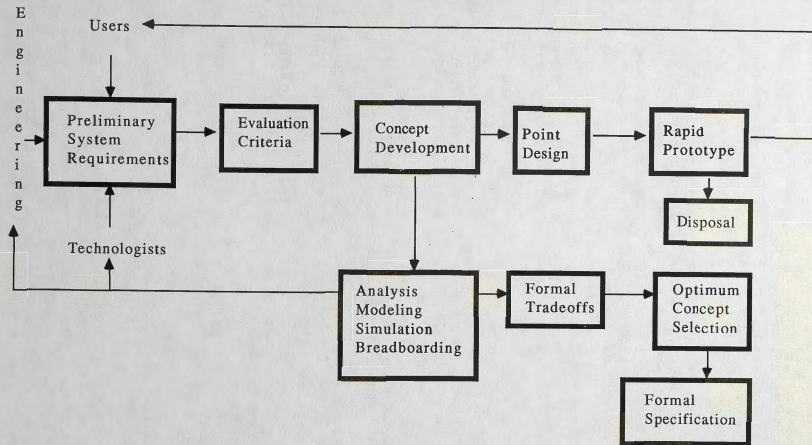 Engineering
Users
Preliminary
System
Requirements
Evaluation
Criteria
Concept
Development
Point
Design
Rapid
Prototype
Disposal
Technologists
Analysis
Modeling
Simulation
Breadboarding
Formal
Tradeoffs
Optimum
Concept
Selection
Formal
Specification